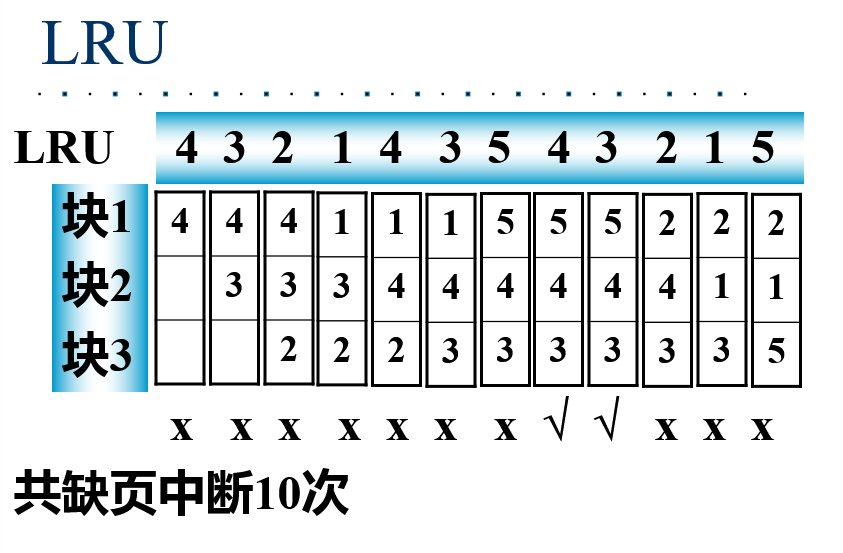 LRU
LRU 4 3 2 1 4 3 5 4 3 2 1 5
块1 4 4 4 1 1 1 5 5 5 2 2 2
块2 3 3 3 4 4 4 4 4 4 1 1
块3 2 2 2 3 3 3 3 3 3 5
x x x x x x x √ √ x x x
共缺页中断10次